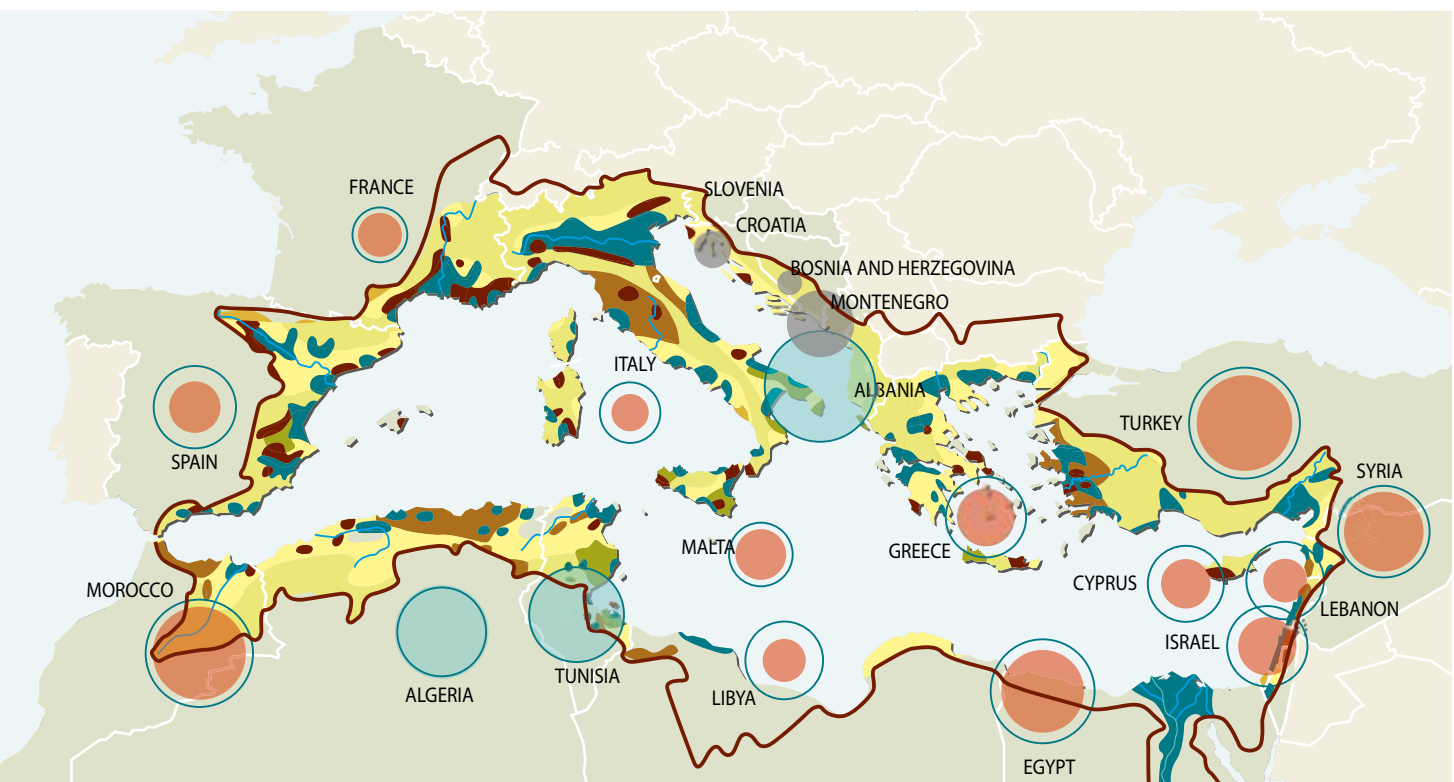 FRANCE
SLOVENIA
CROATIA
BOSNIA AND HERZEGOVINA
MONTENEGRO
ITALY
ALBANIA
TURKEY
SPAIN
SYRIA
MALTA
GREECE
CYPRUS
MOROCCO
LEBANON
ISRAEL
TUNISIA
ALGERIA
LIBYA
EGYPT